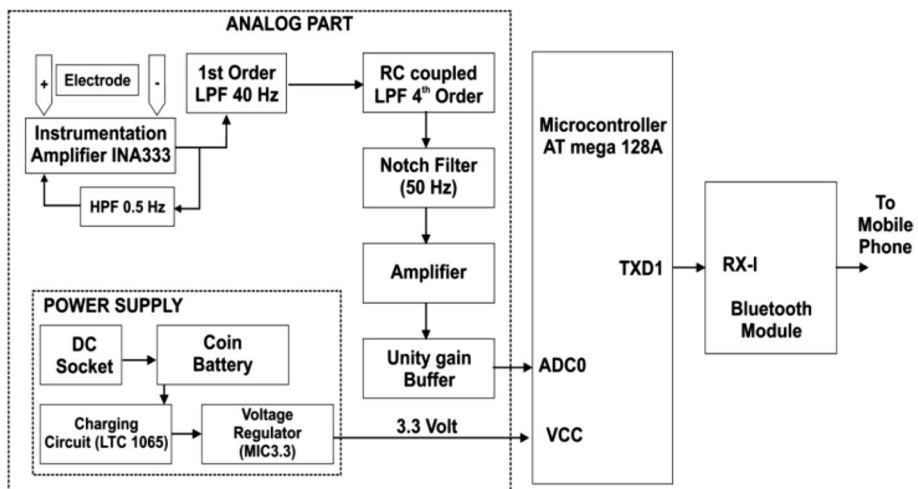 ANALOG PART
+
Electrode
-
Instrumentation
Amplifier INA333
HPF 0.5 Hz
1st Order
LPF 40 Hz
RC coupled
LPF 4th Order
Notch Filter
(50 Hz)
Amplifier
Unity gain
Buffer
POWER SUPPLY
DC
Socket
Coin
Battery
Charging
Circuit (LTC 1065)
Voltage
Regulator
(MIC3.3)
3.3 Volt
Microcontroller
AT mega 128A
TXD1
ADC0
VCC
RX-I
Bluetooth
Module
To
Mobile
Phone